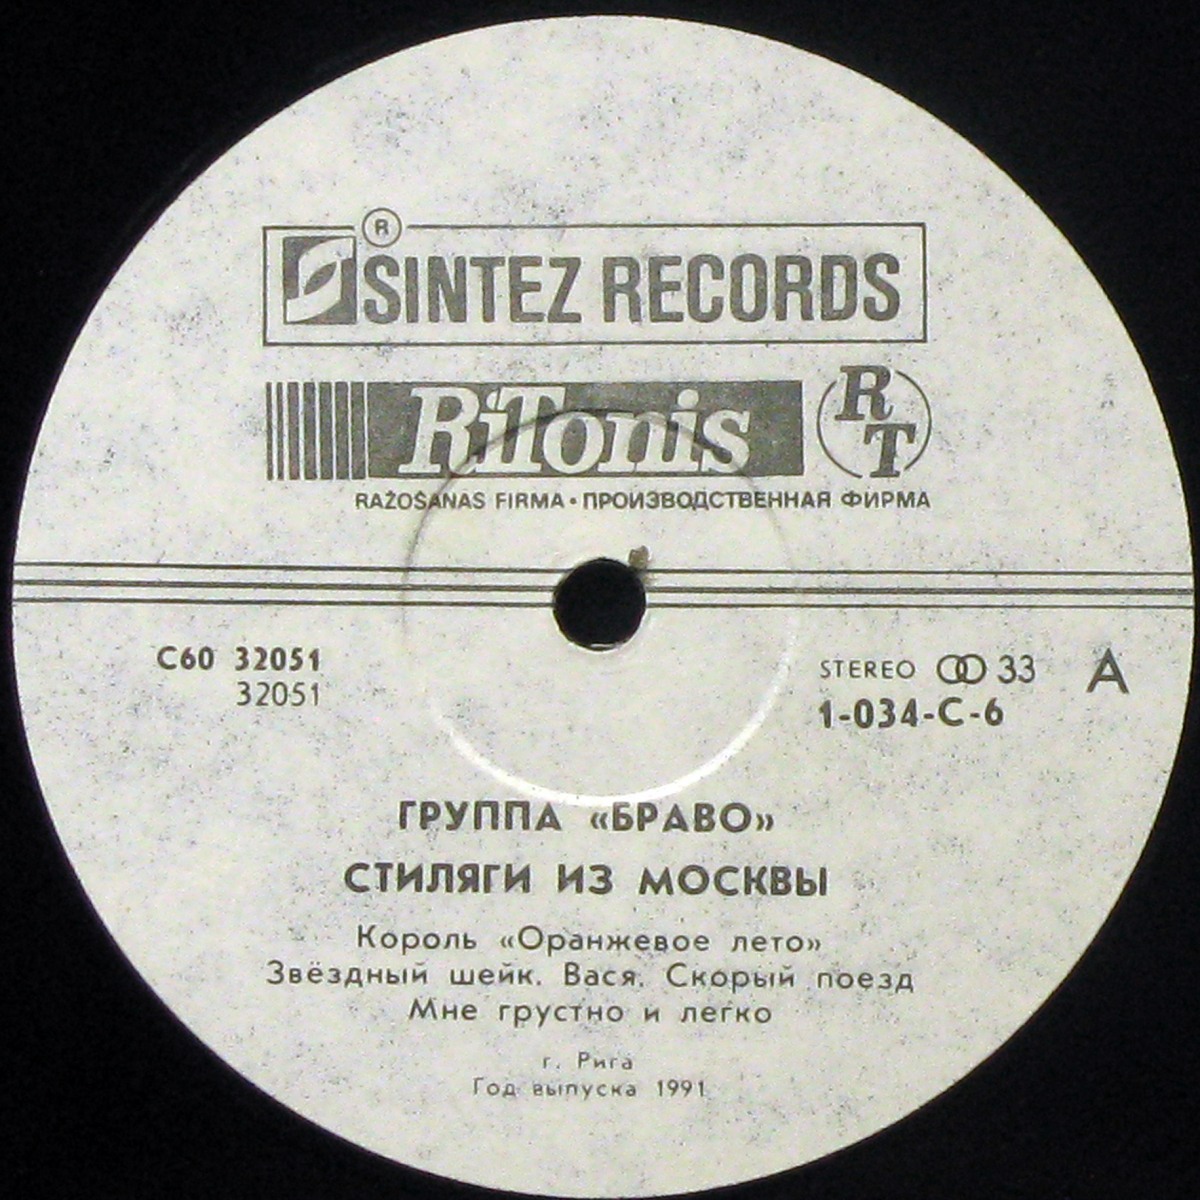 ®
SINTEZ RECORDS
RiTonis RT
RAŽOŠANAS FIRMA • ПРОИЗВОДСТВЕННАЯ ФИРМА
С60 32051
32051
STEREO 33 A
1-034-С-6
ГРУППА «БРАВО»
СТИЛЯГИ ИЗ МОСКВЫ
Король «Оранжевое лето»
Звёздный шейк. Вася. Скорый поезд
Мне грустно и легко
г. Рига
Год выпуска 1991